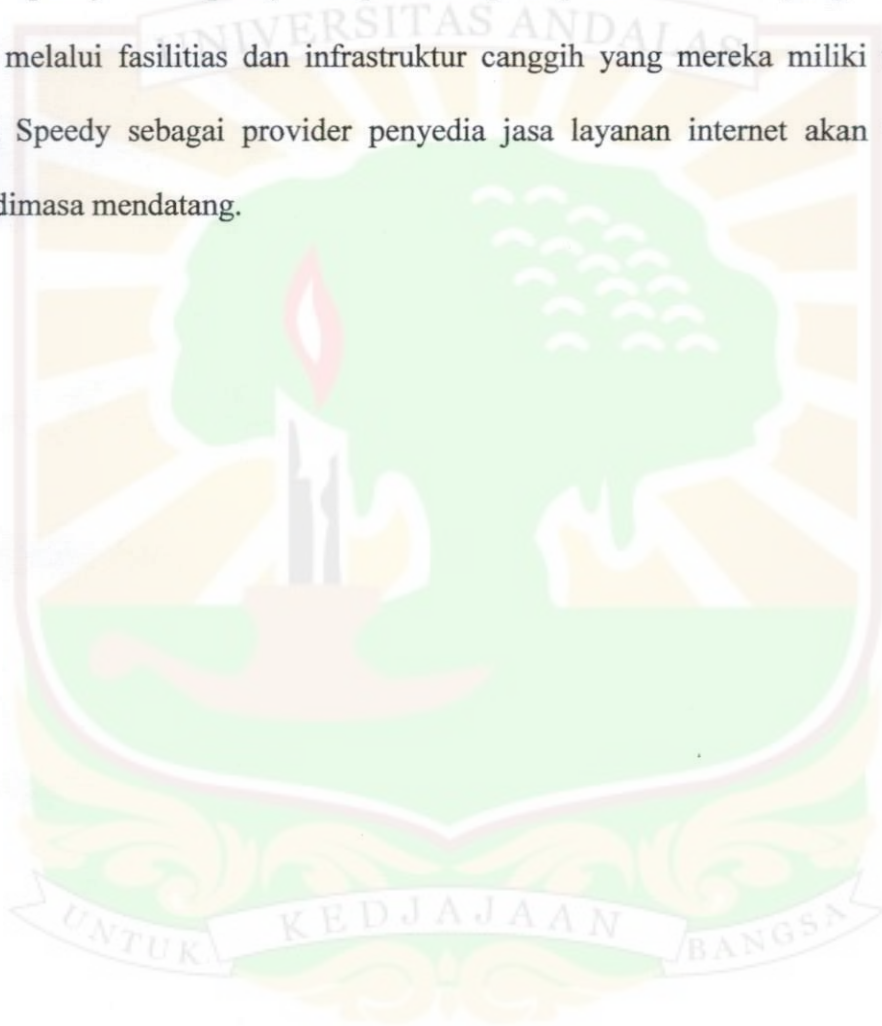 UNIVERSITAS ANDALAS
melalui fasilitias dan infrastruktur canggih yang mereka miliki
Speedy sebagai provider penyedia jasa layanan internet akan
dimasa mendatang.
UNTUK KEDJAJAAN BANGSA